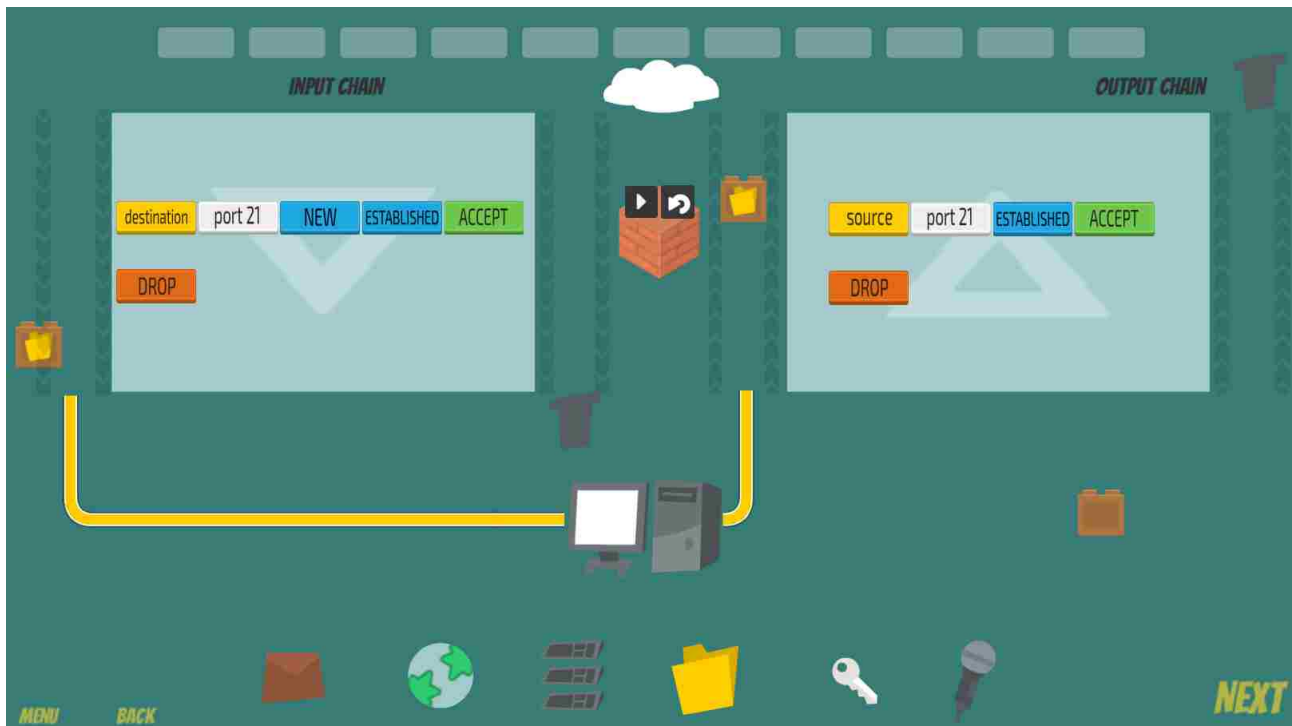 INPUT CHAIN
OUTPUT CHAIN
destination port 21 NEW ESTABLISHED ACCEPT
DROP
source port 21 ESTABLISHED ACCEPT
DROP
MENU
BACK
NEXT